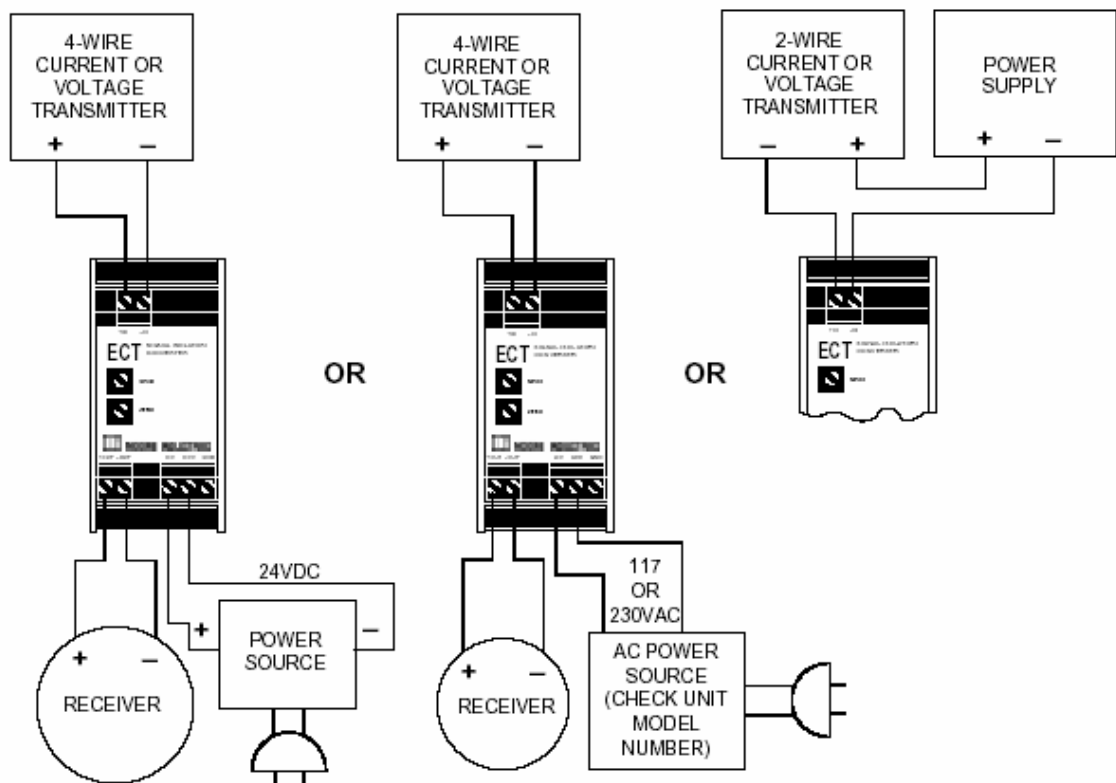 4-WIRE
CURRENT OR
VOLTAGE
TRANSMITTER
+ –
4-WIRE
CURRENT OR
VOLTAGE
TRANSMITTER
+ –
2-WIRE
CURRENT OR
VOLTAGE
TRANSMITTER
– +
POWER
SUPPLY
+ –
ECT
OR
ECT
OR
ECT
24VDC
+ –
POWER
SOURCE
+ –
RECEIVER
117
OR
230VAC
+ –
RECEIVER
AC POWER
SOURCE
(CHECK UNIT
MODEL
NUMBER)